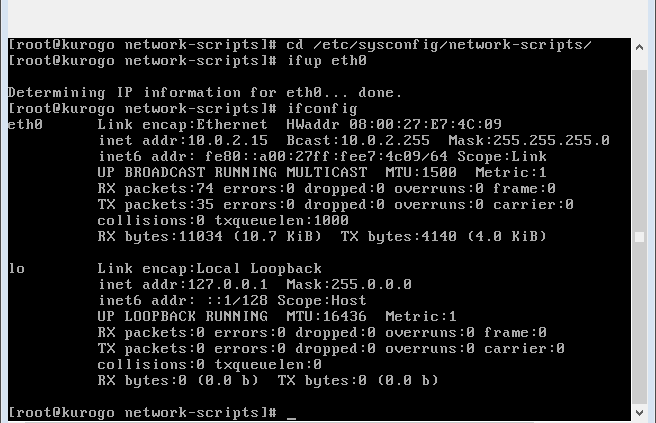 [root@kurogo network-scripts]# cd /etc/sysconfig/network-scripts/
[root@kurogo network-scripts]# ifup eth0
Determining IP information for eth0... done.
[root@kurogo network-scripts]# ifconfig
eth0      Link encap:Ethernet  HWaddr 08:00:27:E7:4C:09
          inet addr:10.0.2.15  Bcast:10.0.2.255  Mask:255.255.255.0
          inet6 addr: fe80::a00:27ff:fee7:4c09/64 Scope:Link
          UP BROADCAST RUNNING MULTICAST  MTU:1500  Metric:1
          RX packets:74 errors:0 dropped:0 overruns:0 frame:0
          TX packets:35 errors:0 dropped:0 overruns:0 carrier:0
          collisions:0 txqueuelen:1000
          RX bytes:11034 (10.7 KiB)  TX bytes:4140 (4.0 KiB)
lo        Link encap:Local Loopback
          inet addr:127.0.0.1  Mask:255.0.0.0
          inet6 addr: ::1/128 Scope:Host
          UP LOOPBACK RUNNING  MTU:16436  Metric:1
          RX packets:0 errors:0 dropped:0 overruns:0 frame:0
          TX packets:0 errors:0 dropped:0 overruns:0 carrier:0
          collisions:0 txqueuelen:0
          RX bytes:0 (0.0 b)  TX bytes:0 (0.0 b)
[root@kurogo network-scripts]# _